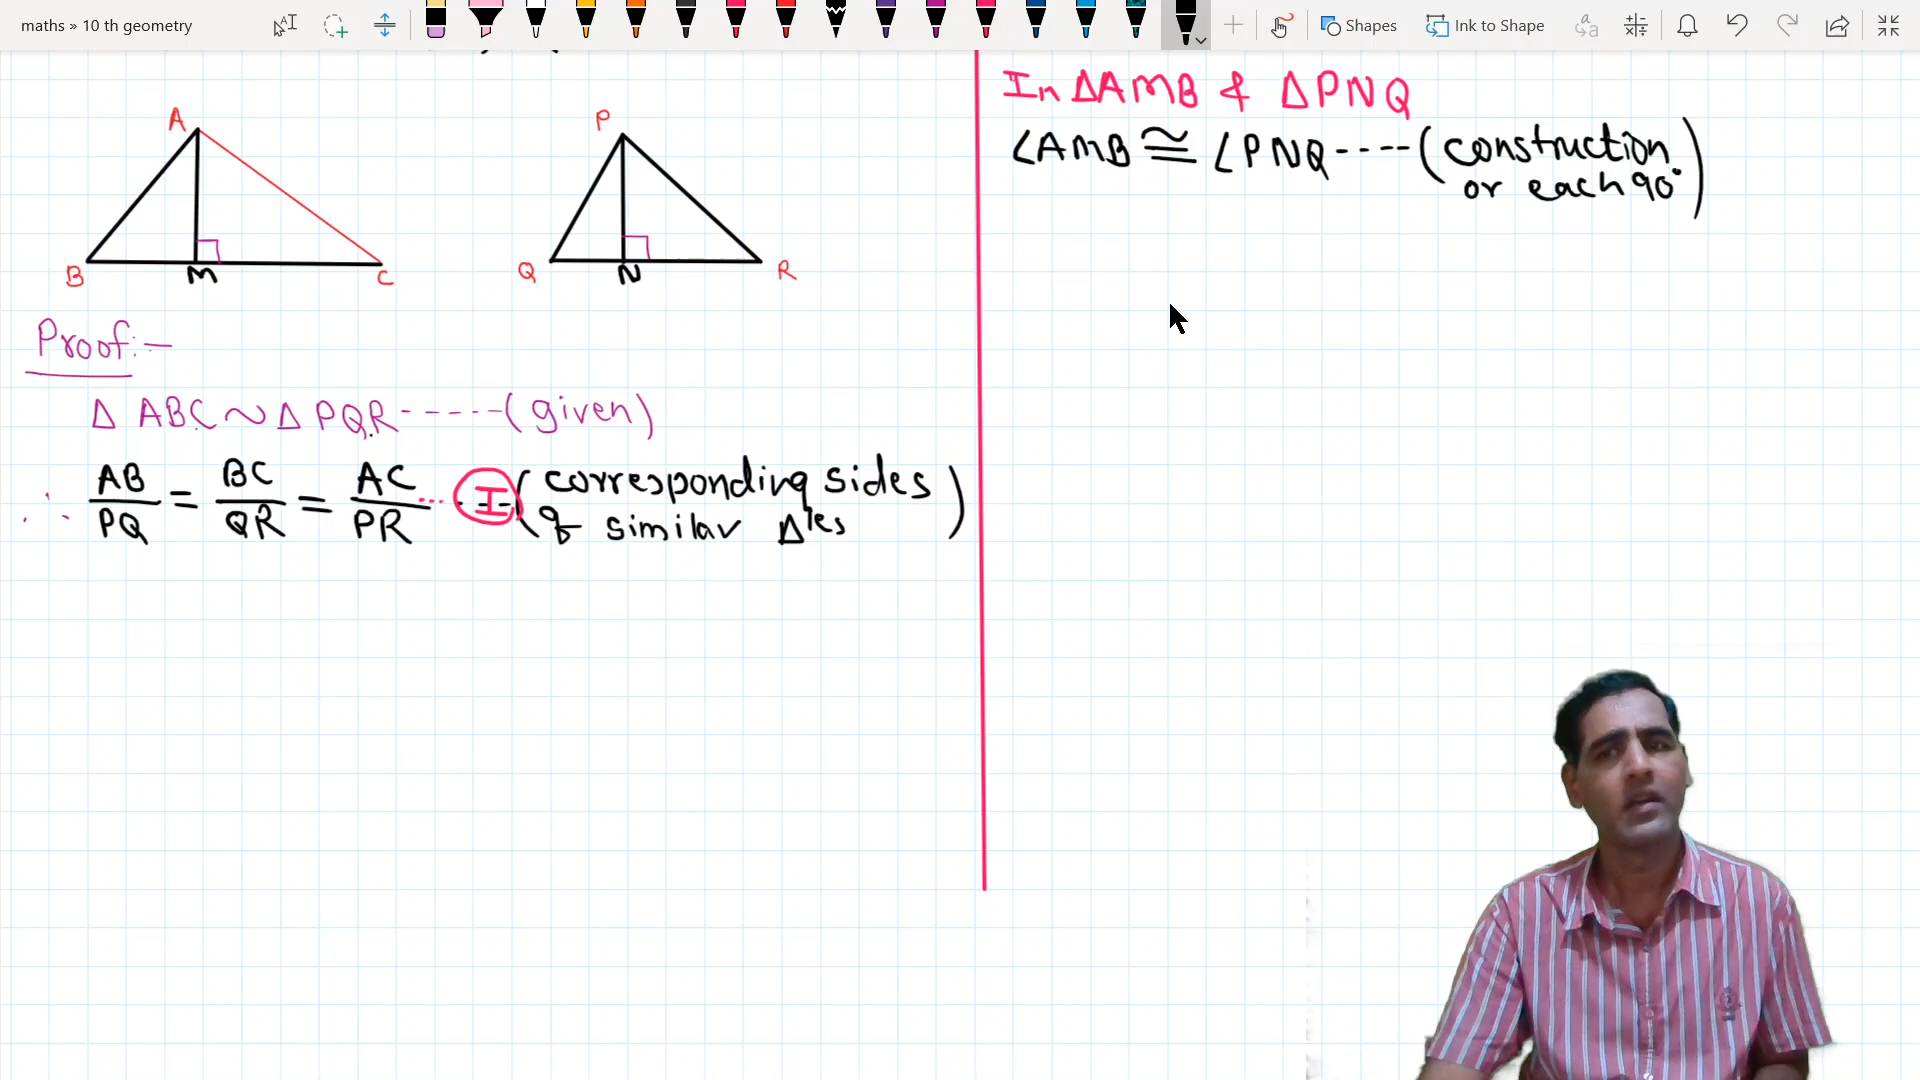 maths » 10 th geometry
Shapes
Ink to Shape
A
B
M
C
P
Q
N
R
Proof:-
Δ ABC ~ Δ PQR ------ (given)
∴ AB/PQ = BC/QR = AC/PR ... I (corresponding sides
of similar Δles)
In ΔAMB & ΔPNQ
∠AMB ≅ ∠PNQ ---- (construction
or each 90°)